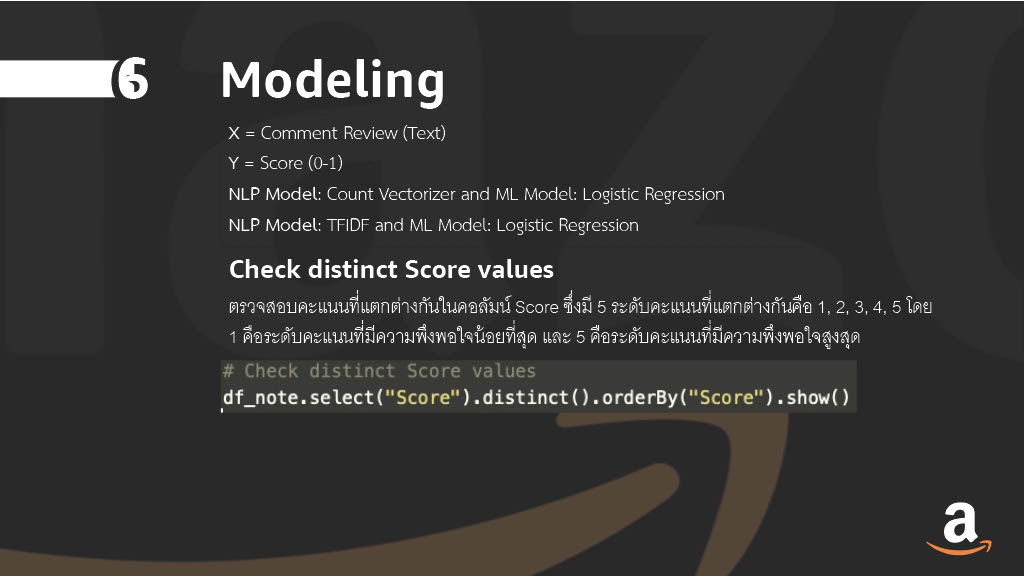 6
Modeling
X = Comment Review (Text)
Y = Score (0-1)
NLP Model: Count Vectorizer and ML Model: Logistic Regression
NLP Model: TFIDF and ML Model: Logistic Regression
Check distinct Score values
ตรวจสอบคะแนนที่แตกต่างกันในคอลัมน์ Score ซึ่งมี 5 ระดับคะแนนที่แตกต่างกันคือ 1, 2, 3, 4, 5 โดย
1 คือระดับคะแนนที่มีความพึงพอใจน้อยที่สุด และ 5 คือระดับคะแนนที่มีความพึงพอใจสูงสุด
# Check distinct Score values
df_note.select("Score").distinct().orderBy("Score").show()
a